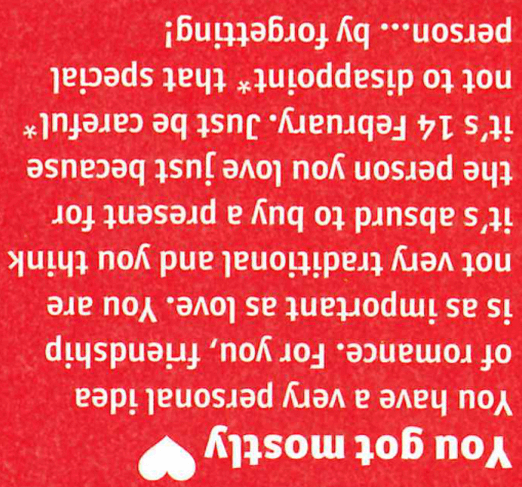 You got mostly
You have a very personal idea
of romance. For you, friendship
is as important as love. You are
not very traditional and you think
it's absurd to buy a present for
the person you love just because
it's 14 February. Just be careful*
not to disappoint* that special
person... by forgetting!